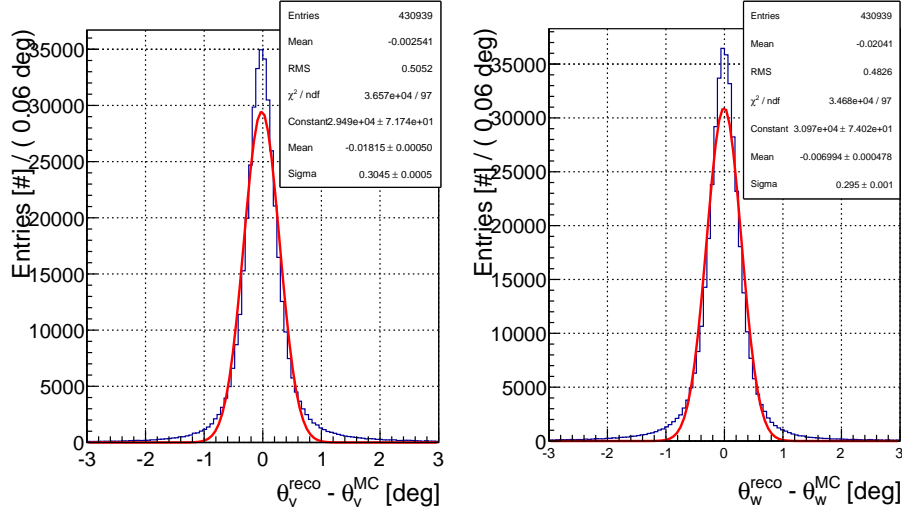 Entries 430939
Mean -0.002541
RMS 0.5052
χ² / ndf 3.657e+04 / 97
Constant 2.949e+04 ± 7.174e+01
Mean -0.01815 ± 0.00050
Sigma 0.3045 ± 0.0005
Entries [#] / ( 0.06 deg)
35000
30000
25000
20000
15000
10000
5000
0
-3 -2 -1 0 1 2 3
θ_v^reco - θ_v^MC [deg]
Entries 430939
Mean -0.02041
RMS 0.4826
χ² / ndf 3.468e+04 / 97
Constant 3.097e+04 ± 7.402e+01
Mean -0.006994 ± 0.000478
Sigma 0.295 ± 0.001
Entries [#] / ( 0.06 deg)
35000
30000
25000
20000
15000
10000
5000
0
-3 -2 -1 0 1 2 3
θ_w^reco - θ_w^MC [deg]